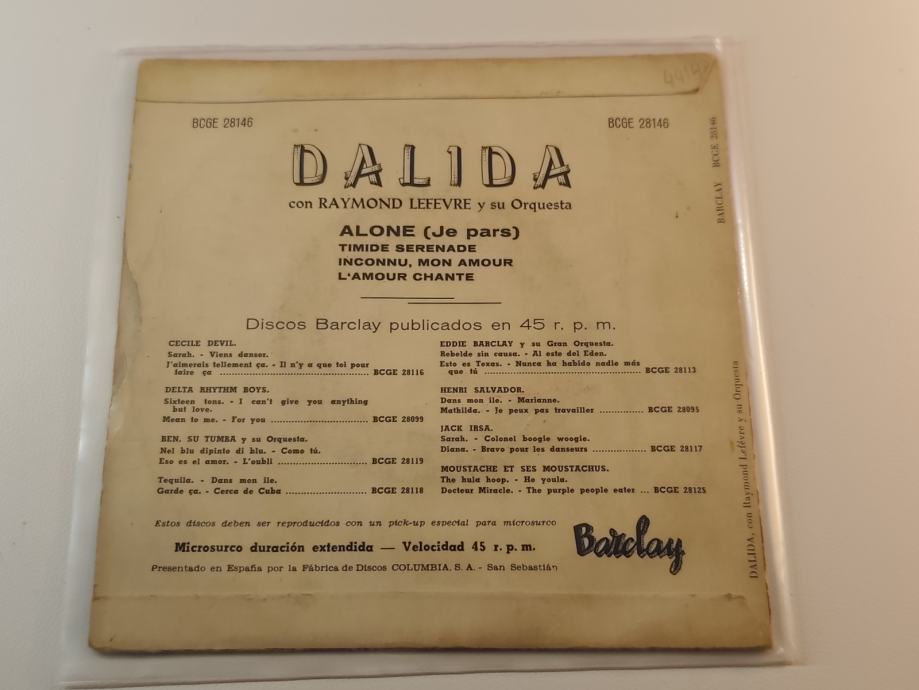 BCGE 28146
BCGE 28146
DALIDA
con RAYMOND LEFEVRE y su Orquesta
ALONE (Je pars)
TIMIDE SERENADE
INCONNU, MON AMOUR
L'AMOUR CHANTE
Discos Barclay publicados en 45 r. p. m.
CECILE DEVIL.
Sarah. - Viens danser.
J'aimerais tellement ça. - Il n'y a que toi pour
faire ça ........ BCGE 28116
DELTA RHYTHM BOYS.
Sixteen tons. - I can't give you anything
but love.
Mean to me. - For you ........ BCGE 28099
BEN, SU TUMBA y su Orquesta.
Nel blu dipinto di blu. - Como tú.
Eso es el amor. - L'oubli ........ BCGE 28119
Tequila. - Dans mon ile.
Garde ça. - Cerca de Cuba ........ BCGE 28118
EDDIE BARCLAY y su Gran Orquesta.
Rebelde sin causa. - Al este del Eden.
Esto es Texas. - Nunca ha habido nadie más
que tú ........ BCGE 28113
HENRI SALVADOR.
Dans mon ile. - Marianne.
Mathilda. - Je peux pas travailler ........ BCGE 28095
JACK IRSA.
Sarah. - Colonel boogie woogie.
Diana. - Bravo pour les danseurs ........ BCGE 28117
MOUSTACHE ET SES MOUSTACHUS.
The hula hoop. - He youla.
Docteur Miracle. - The purple people eater ... BCGE 28125
Estos discos deben ser reproducidos con un pick-up especial para microsurco
Microsurco duración extendida — Velocidad 45 r. p. m.
Presentado en España por la Fábrica de Discos COLUMBIA, S. A. - San Sebastián
Barclay
BARCLAY BCGE 28146
DALIDA, con Raymond Lefévre y su Orquesta